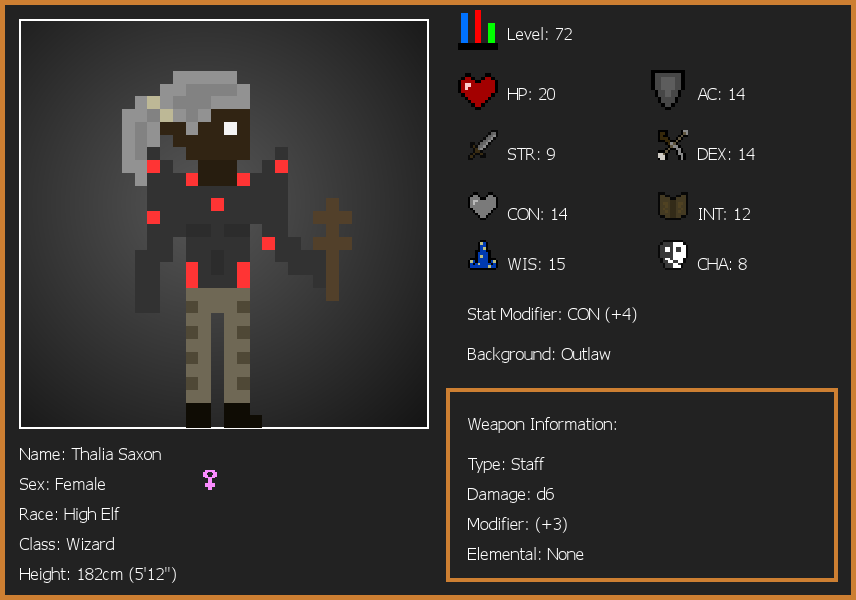 Level: 72
HP: 20
AC: 14
STR: 9
DEX: 14
CON: 14
INT: 12
WIS: 15
CHA: 8
Stat Modifier: CON (+4)
Background: Outlaw
Weapon Information:
Type: Staff
Damage: d6
Modifier: (+3)
Elemental: None
Name: Thalia Saxon
Sex: Female
Race: High Elf
Class: Wizard
Height: 182cm (5'12")